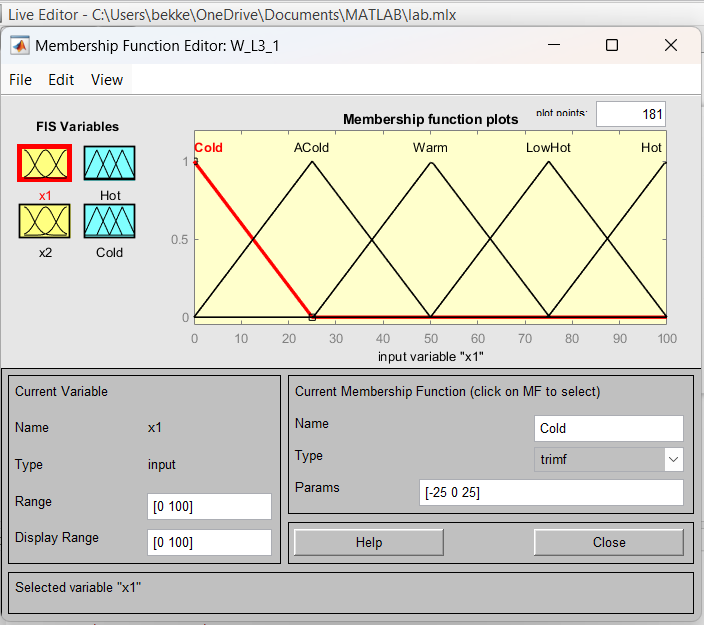 Live Editor - C:\Users\bekke\OneDrive\Documents\MATLAB\lab.mlx
Membership Function Editor: W_L3_1
File Edit View
FIS Variables
x1
Hot
x2
Cold
Membership function plots
plot points:
181
Cold
ACold
Warm
LowHot
Hot
1
0.5
0
0 10 20 30 40 50 60 70 80 90 100
input variable "x1"
Current Variable
Name x1
Type input
Range [0 100]
Display Range [0 100]
Current Membership Function (click on MF to select)
Name Cold
Type trimf
Params [-25 0 25]
Help Close
Selected variable "x1"